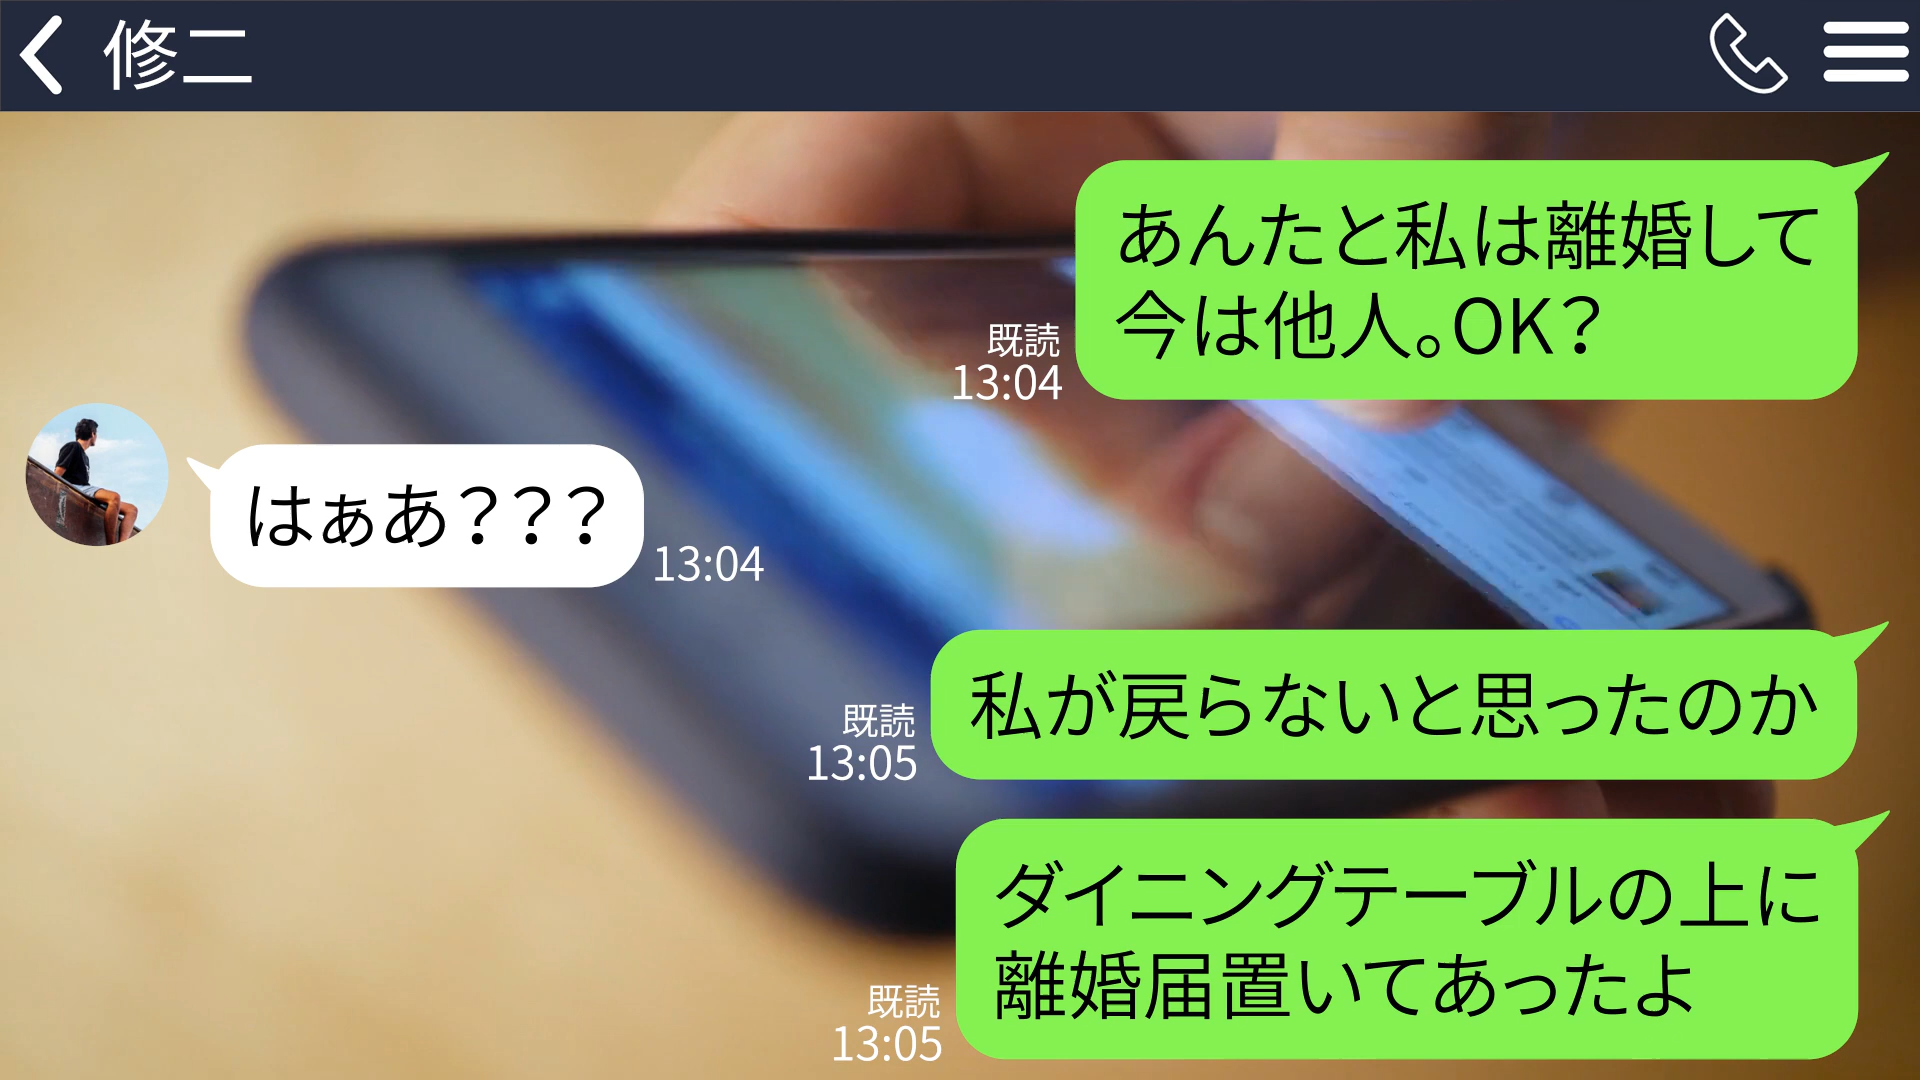 修二
あんたと私は離婚して
今は他人。OK？
既読
13:04
はぁあ？？？
13:04
私が戻らないと思ったのか
既読
13:05
ダイニングテーブルの上に
離婚届置いてあったよ
既読
13:05